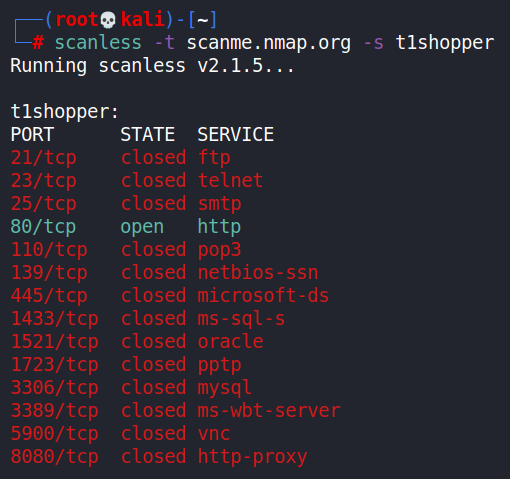 ┌──(root💀kali)-[~]
└─# scanless -t scanme.nmap.org -s t1shopper
Running scanless v2.1.5...
t1shopper:
PORT STATE SERVICE
21/tcp closed ftp
23/tcp closed telnet
25/tcp closed smtp
80/tcp open http
110/tcp closed pop3
139/tcp closed netbios-ssn
445/tcp closed microsoft-ds
1433/tcp closed ms-sql-s
1521/tcp closed oracle
1723/tcp closed pptp
3306/tcp closed mysql
3389/tcp closed ms-wbt-server
5900/tcp closed vnc
8080/tcp closed http-proxy